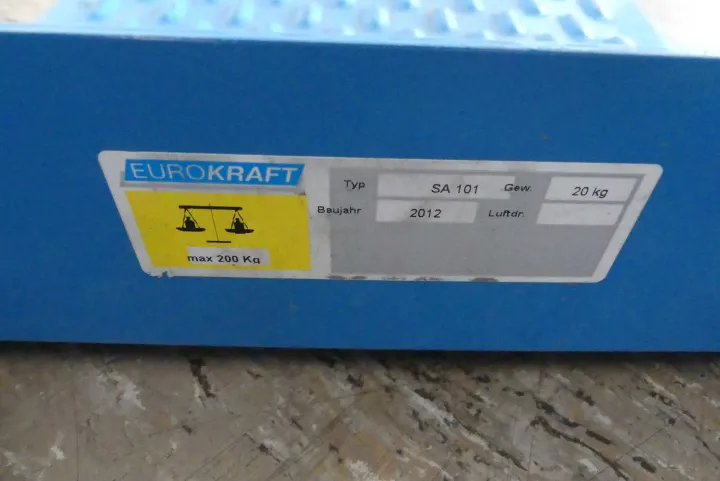 EUROKRAFT
Typ SA 101 Gew. 20 kg
Baujahr 2012 Luftdr.
max 200 Kg